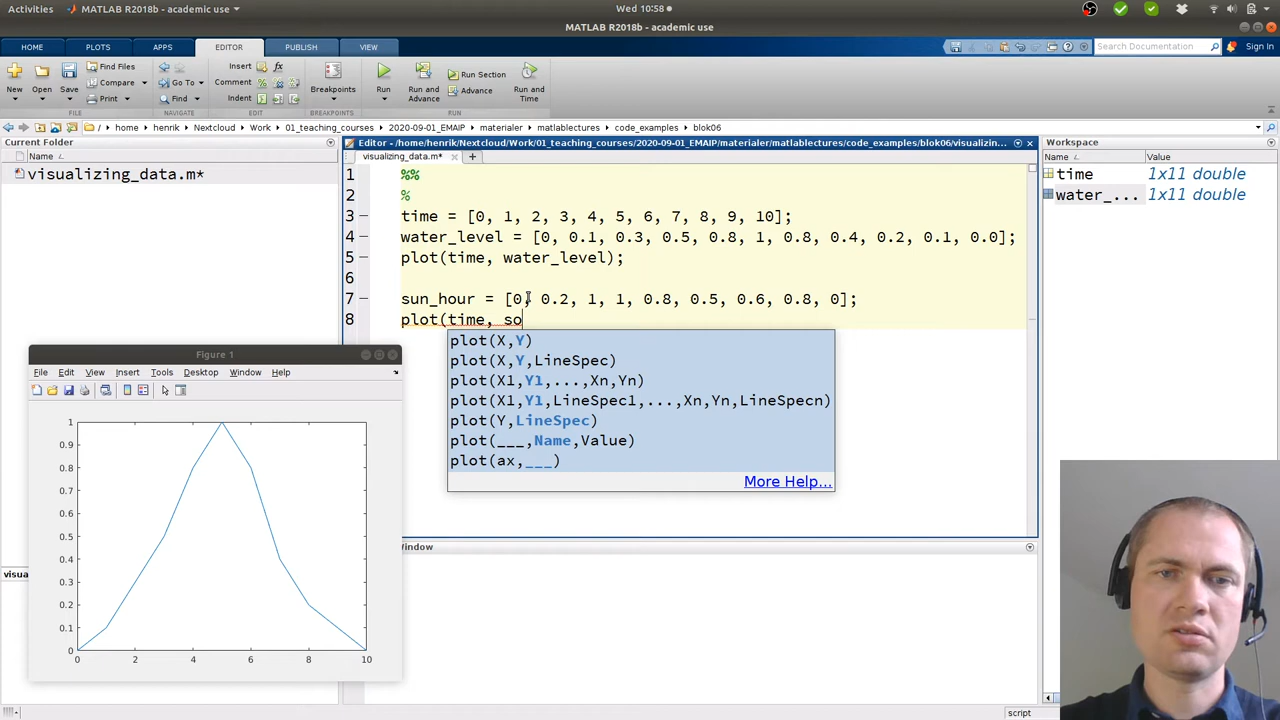 Activities MATLAB R2018b - academic use Wed 10:58
MATLAB R2018b - academic use
HOME PLOTS APPS EDITOR PUBLISH VIEW Search Documentation Sign In
New Open Save Find Files Compare Print Go To Find Insert Comment Indent Breakpoints Run Run and Advance Run Section Advance Run and Time
FILE NAVIGATE EDIT BREAKPOINTS RUN
/ home henrik Nextcloud Work 01_teaching_courses 2020-09-01_EMAIP materialer matlablectures code_examples blok06
Current Folder
Name
visualizing_data.m*
Editor - /home/henrik/Nextcloud/Work/01_teaching_courses/2020-09-01_EMAIP/materialer/matlablectures/code_examples/blok06/visualizin...
visualizing_data.m*
1 %%
2 %
3 time = [0, 1, 2, 3, 4, 5, 6, 7, 8, 9, 10];
4 water_level = [0, 0.1, 0.3, 0.5, 0.8, 1, 0.8, 0.4, 0.2, 0.1, 0.0];
5 plot(time, water_level);
6
7 sun_hour = [0, 0.2, 1, 1, 0.8, 0.5, 0.6, 0.8, 0];
8 plot(time, so
plot(X,Y)
plot(X,Y,LineSpec)
plot(X1,Y1,...,Xn,Yn)
plot(X1,Y1,LineSpec1,...,Xn,Yn,LineSpecn)
plot(Y,LineSpec)
plot(___,Name,Value)
plot(ax,___)
More Help...
Workspace
Name Value
time 1x11 double
water_... 1x11 double
Figure 1
File Edit View Insert Tools Desktop Window Help
1
0.9
0.8
0.7
0.6
0.5
0.4
0.3
0.2
0.1
0
0 2 4 6 8 10
visua
Window
script